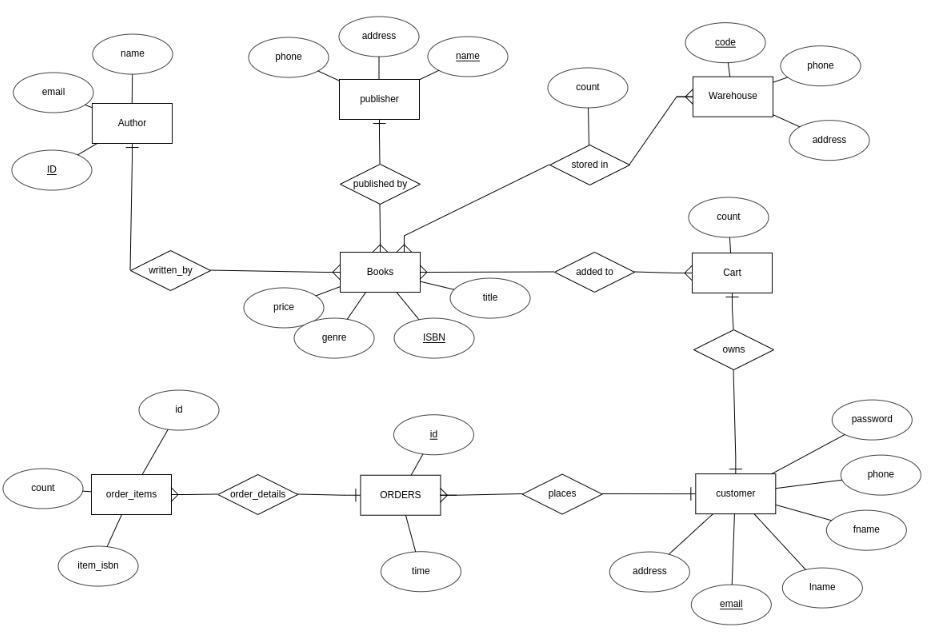 name
email
Author
ID
address
phone
name
publisher
published by
written_by
count
stored in
code
phone
Warehouse
address
count
Cart
added to
Books
title
price
genre
ISBN
owns
id
count
order_items
order_details
item_isbn
id
ORDERS
time
places
password
phone
customer
fname
lname
address
email